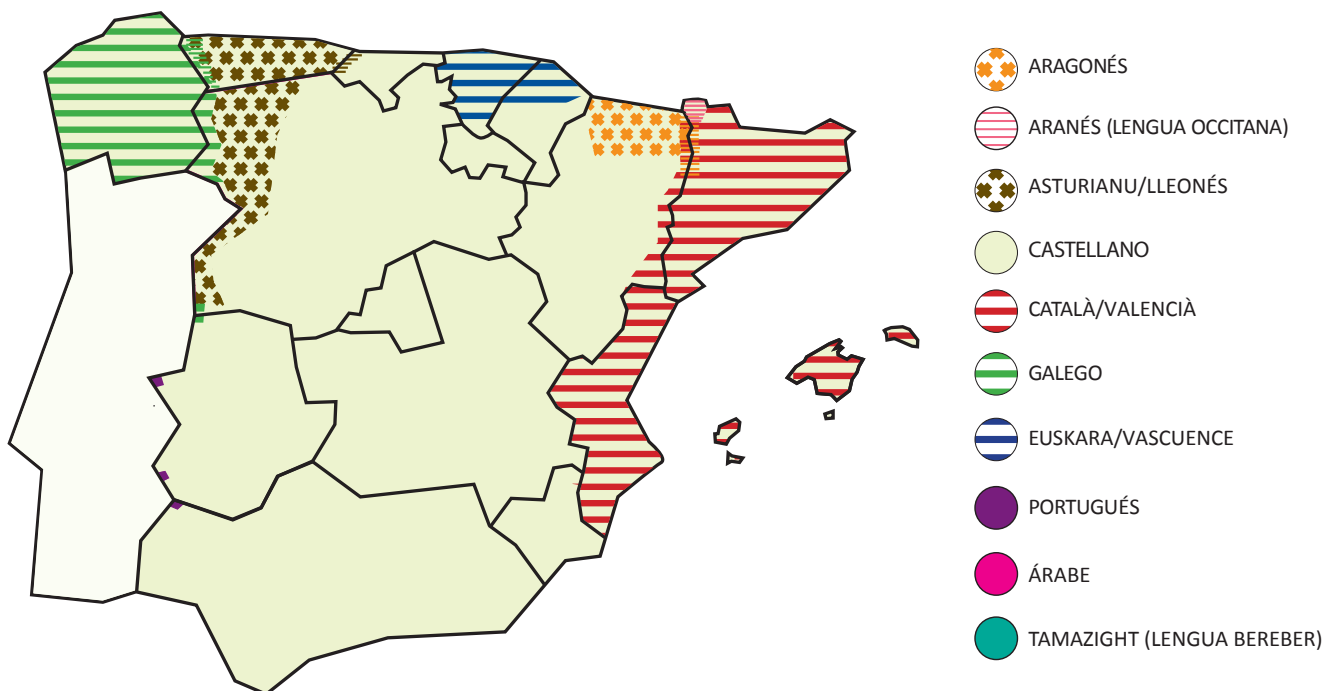 ARAGONÉS
ARANÉS (LENGUA OCCITANA)
ASTURIANU/LLEONÉS
CASTELLANO
CATALÀ/VALENCIÀ
GALEGO
EUSKARA/VASCUENCE
PORTUGUÉS
ÁRABE
TAMAZIGHT (LENGUA BEREBER)